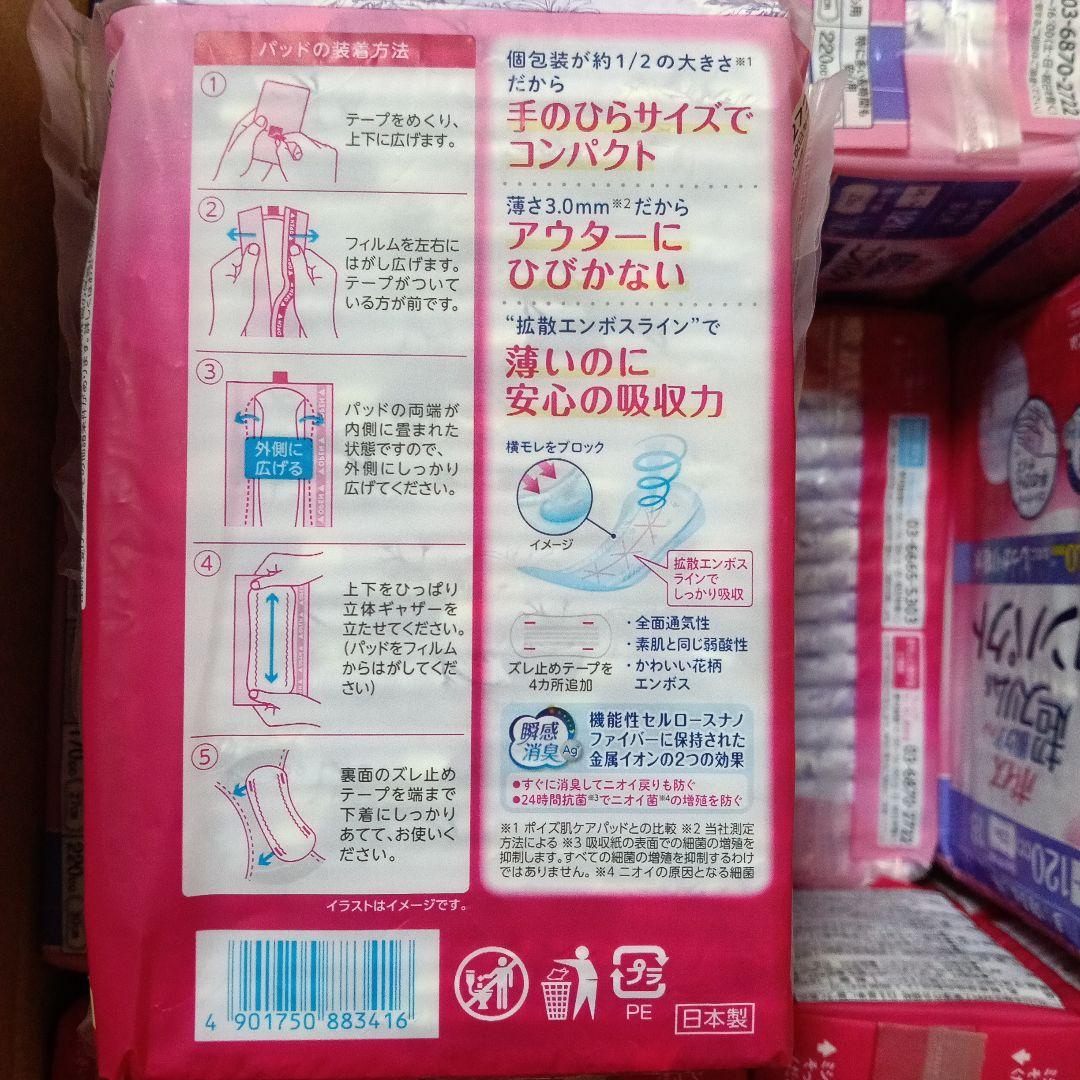 パッドの装着方法
①
テープをめくり、
上下に広げます。
②
フィルムを左右に
はがし広げます。
テープがついて
いる方が前です。
③
外側に
広げる
パッドの両端が
内側に畳まれた
状態ですので、
外側にしっかり
広げてください。
④
上下をひっぱり
立体ギャザーを
立たせてください。
(パッドをフィルム
からはがしてくだ
さい)
⑤
裏面のズレ止め
テープを端まで
下着にしっかり
あてて、お使いく
ださい。
イラストはイメージです。
個包装が約1/2の大きさ※1
だから
手のひらサイズで
コンパクト
薄さ3.0mm※2だから
アウターに
ひびかない
“拡散エンボスライン”で
薄いのに
安心の吸収力
横モレをブロック
イメージ
拡散エンボス
ラインで
しっかり吸収
ズレ止めテープを
4カ所追加
・全面通気性
・素肌と同じ弱酸性
・かわいい花柄
エンボス
瞬感
消臭 Ag+
機能性セルロースナノ
ファイバーに保持された
金属イオンの2つの効果
●すぐに消臭してニオイ戻りも防ぐ
●24時間抗菌※3でニオイ菌※4の増殖を防ぐ
※1 ポイズ肌ケアパッドとの比較 ※2 当社測定
方法による ※3 吸収紙の表面での細菌の増殖を
抑制します。すべての細菌の増殖を抑制するわけ
ではありません。※4 ニオイの原因となる細菌
4 901750 883416
プラ
PE
日本製
03-6870-2722
220cc
03-6665-5303
03-6870-2722
ポイズ
コンパクト
120
170cc
220cc